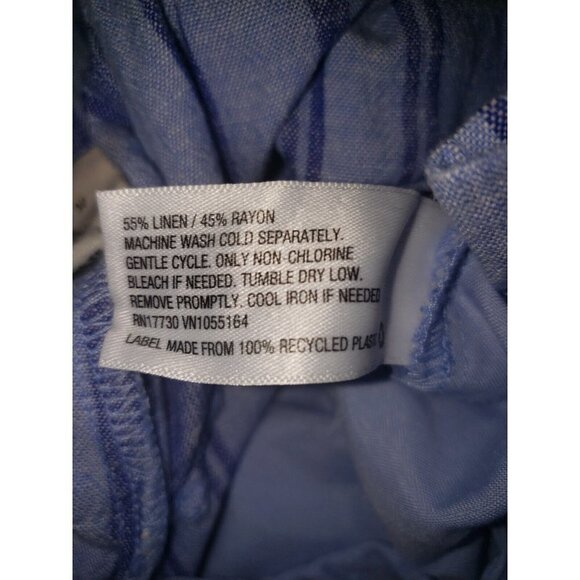 55% LINEN / 45% RAYON
MACHINE WASH COLD SEPARATELY.
GENTLE CYCLE. ONLY NON-CHLORINE
BLEACH IF NEEDED. TUMBLE DRY LOW.
REMOVE PROMPTLY. COOL IRON IF NEEDED
RN17730 VN1055164
LABEL MADE FROM 100% RECYCLED